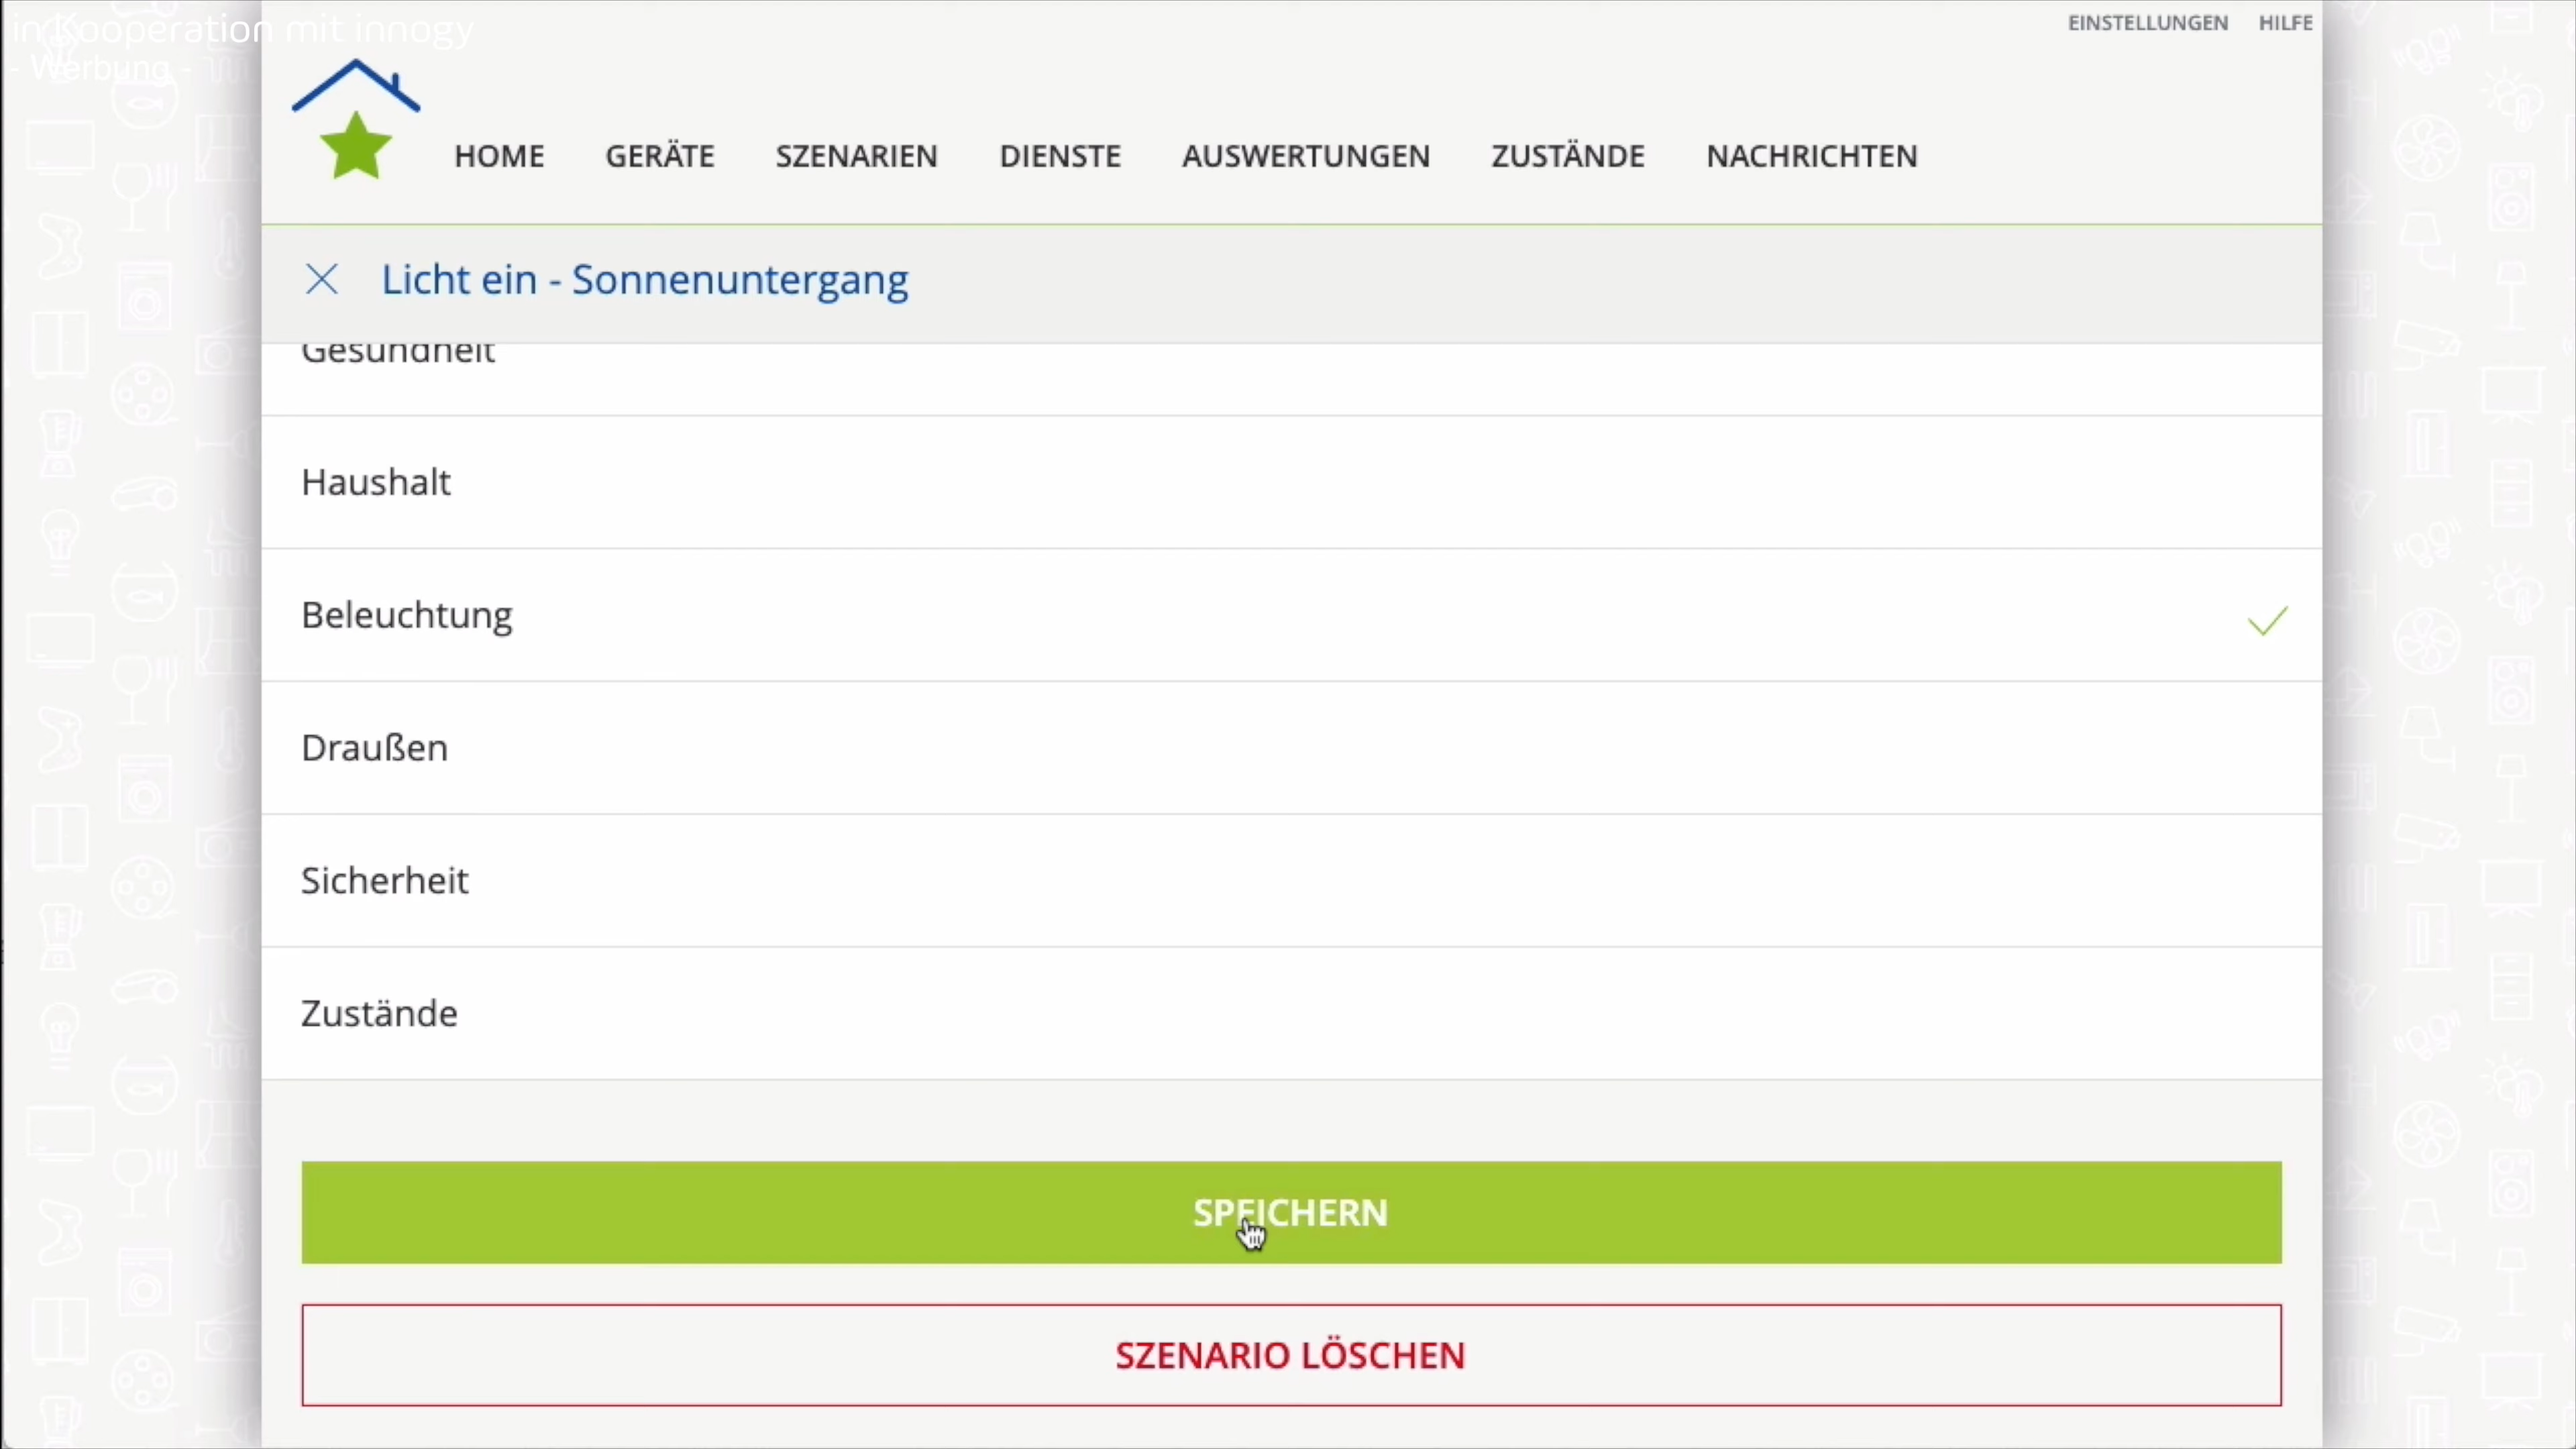 in Kooperation mit innogy
- Werbung -
EINSTELLUNGEN HILFE
HOME GERÄTE SZENARIEN DIENSTE AUSWERTUNGEN ZUSTÄNDE NACHRICHTEN
Licht ein - Sonnenuntergang
Gesundheit
Haushalt
Beleuchtung
Draußen
Sicherheit
Zustände
SPEICHERN
SZENARIO LÖSCHEN